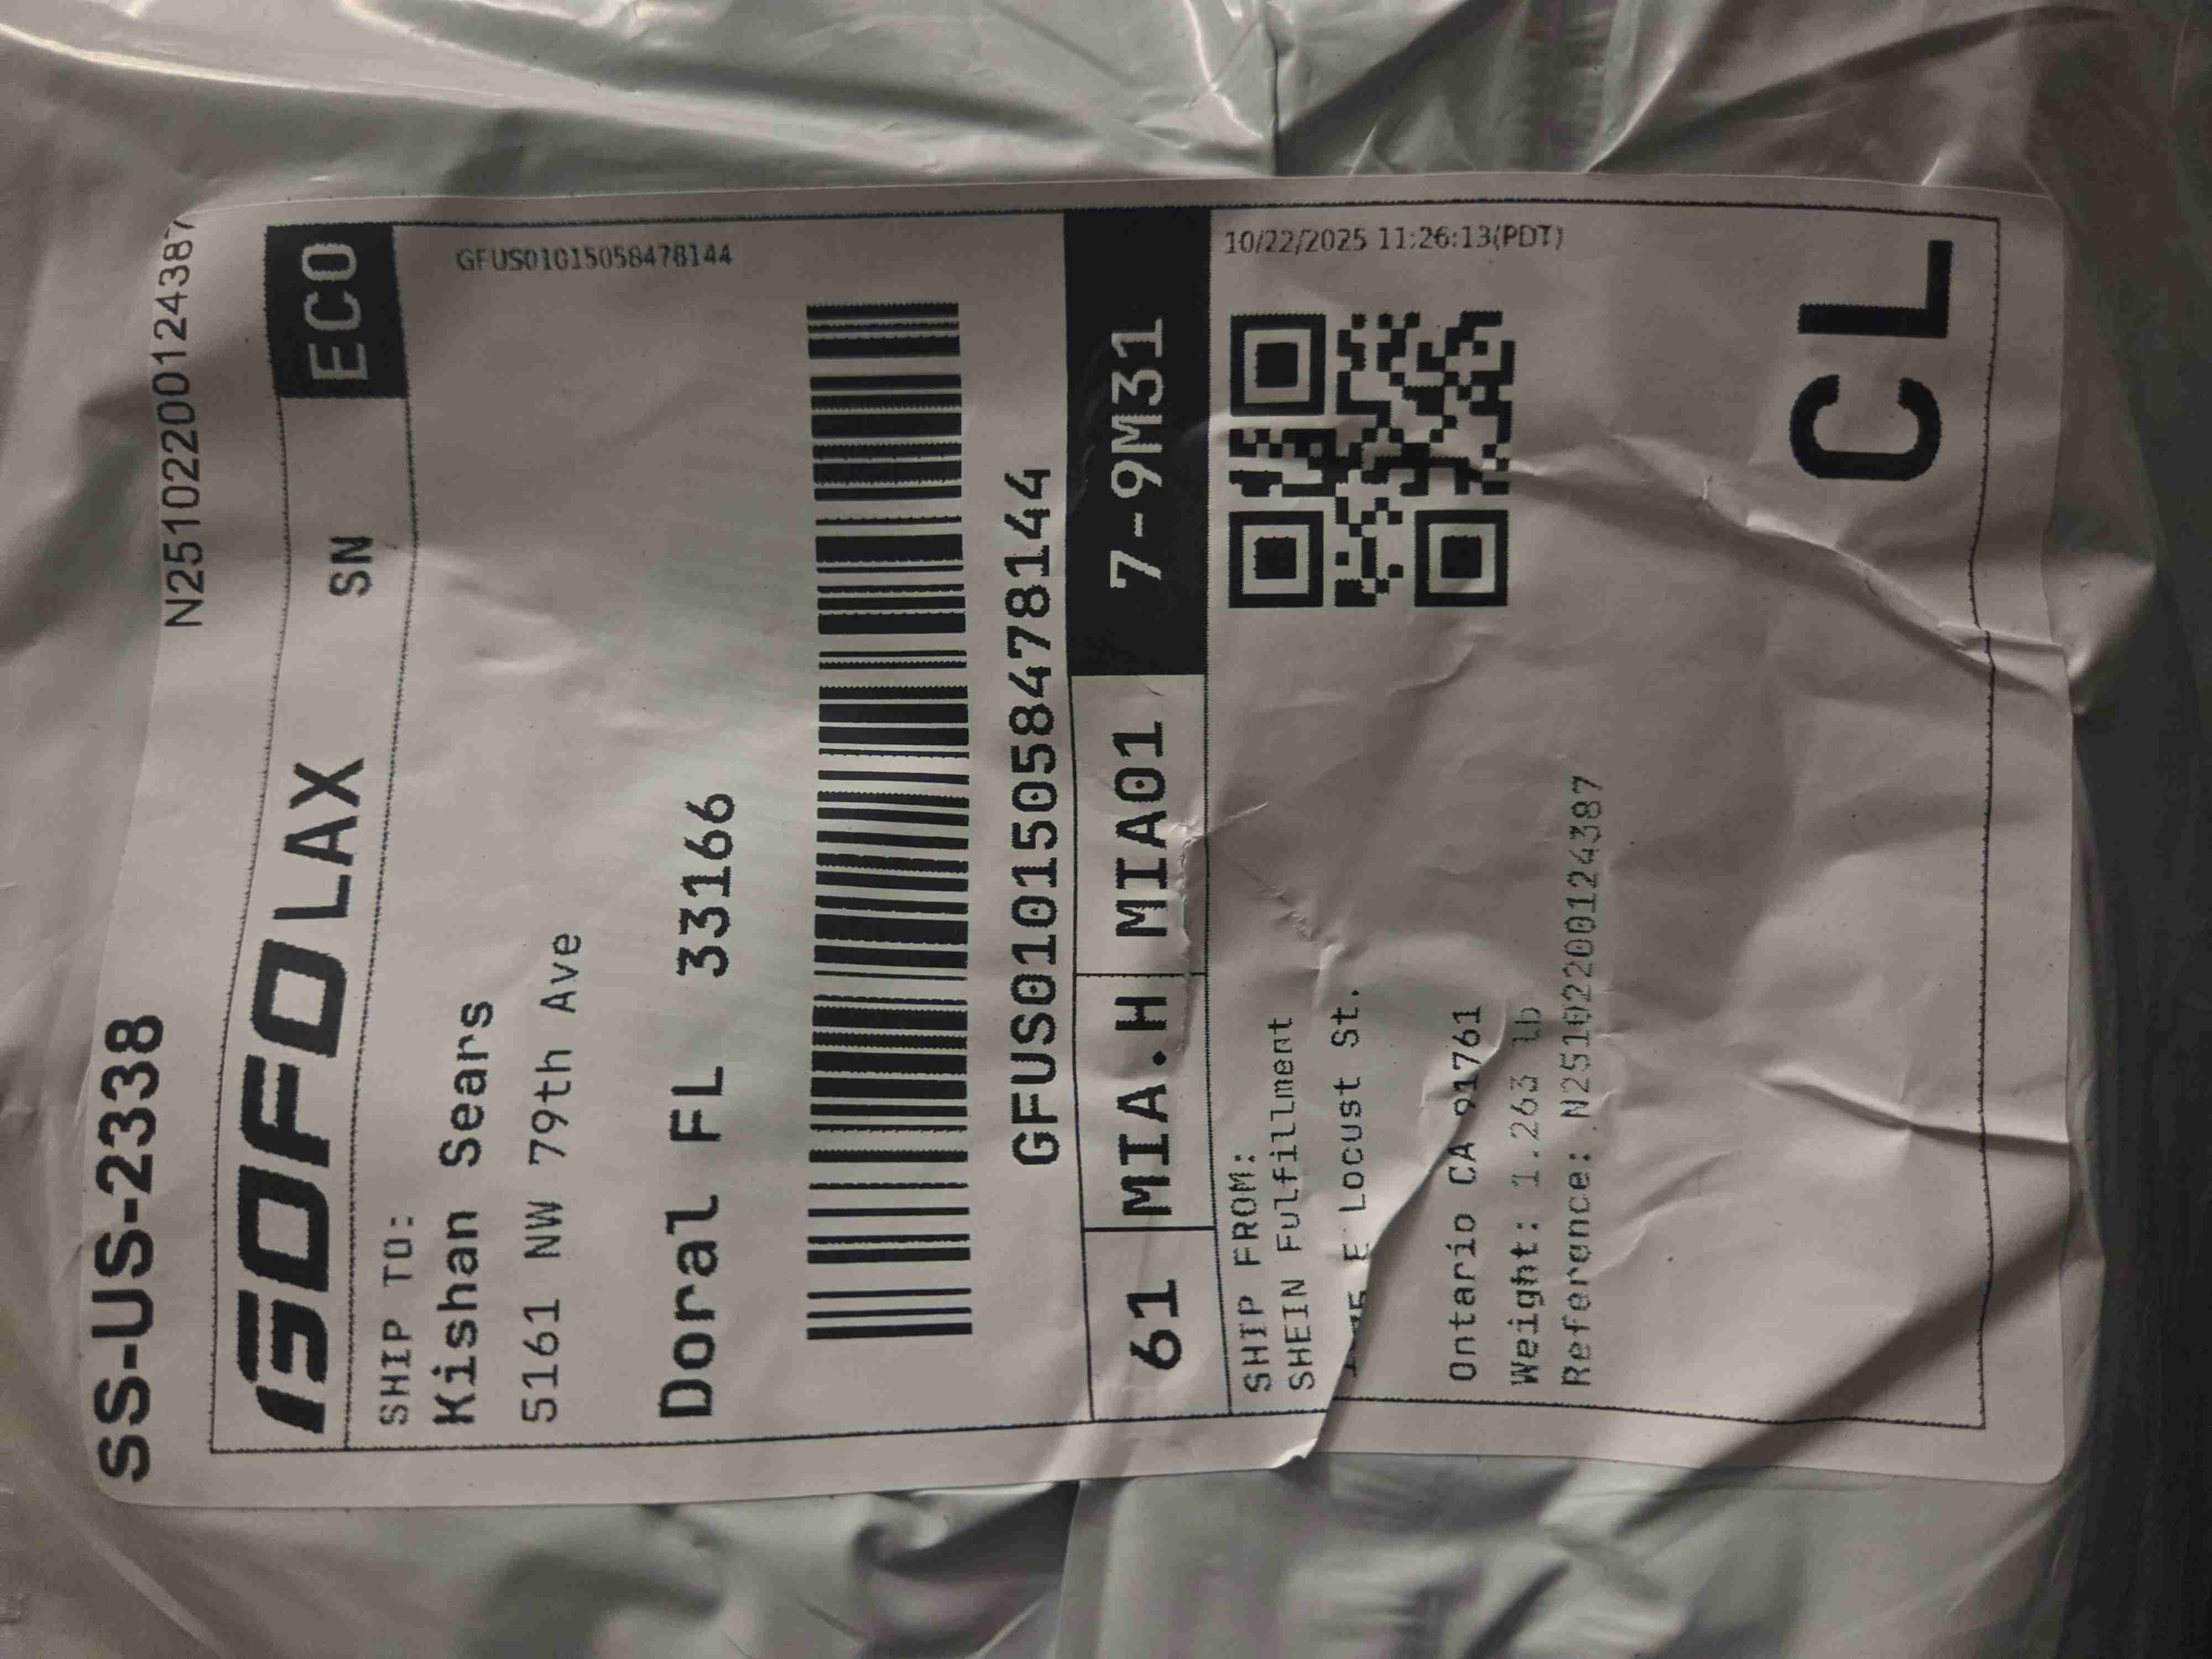 SS-US-2338
N251022001124387
GOFO LAX SN ECO
SHIP TO:
GFUS01015058478144
Kishan Sears
5161 NW 79th Ave
Doral FL 33166
GFUS01015058478144
61 MIA.H MIA01 7-9M31
SHIP FROM:
10/22/2025 11:26:13(PDT)
SHEIN Fulfillment
E Locust St.
Ontario CA 91761
Weight: 1.263 lb
Reference: N251022001124387
CL